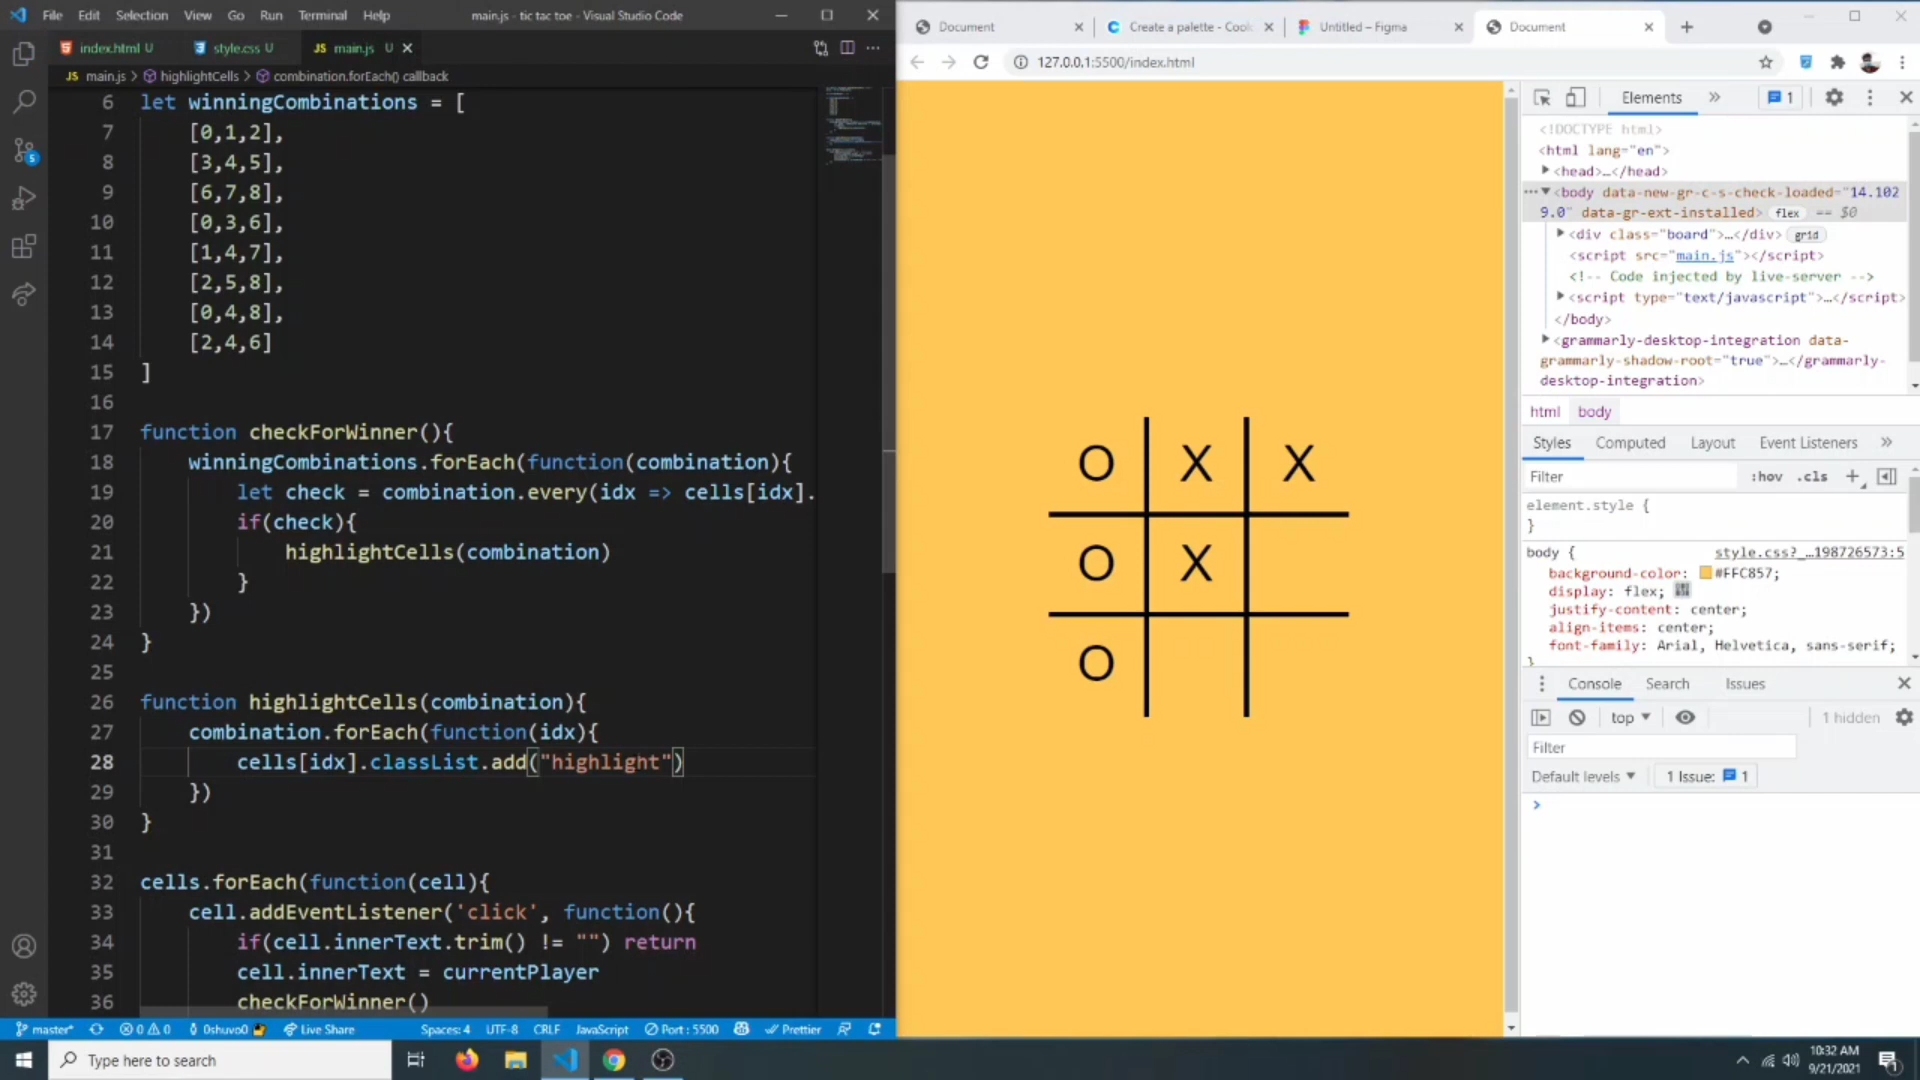 File Edit Selection View Go Run Terminal Help main.js - tic tac toe - Visual Studio Code
index.html U style.css U JS main.js U
JS main.js > highlightCells > combination.forEach() callback
6 let winningCombinations = [
7 [0,1,2],
8 [3,4,5],
9 [6,7,8],
10 [0,3,6],
11 [1,4,7],
12 [2,5,8],
13 [0,4,8],
14 [2,4,6]
15 ]
16
17 function checkForWinner(){
18 winningCombinations.forEach(function(combination){
19 let check = combination.every(idx => cells[idx].
20 if(check){
21 highlightCells(combination)
22 }
23 })
24 }
25
26 function highlightCells(combination){
27 combination.forEach(function(idx){
28 cells[idx].classList.add("highlight")
29 })
30 }
31
32 cells.forEach(function(cell){
33 cell.addEventListener('click', function(){
34 if(cell.innerText.trim() != "") return
35 cell.innerText = currentPlayer
36 checkForWinner()
5
master* 0 0 0shuvo0 Live Share Spaces: 4 UTF-8 CRLF JavaScript Port : 5500 Prettier
Document Create a palette - Coo Untitled – Figma Document
127.0.0.1:5500/index.html
O X X
O X
O
Elements 1
<!DOCTYPE html>
<html lang="en">
<head>…</head>
<body data-new-gr-c-s-check-loaded="14.102
9.0" data-gr-ext-installed> flex == $0
<div class="board">…</div> grid
<script src="main.js"></script>
<!-- Code injected by live-server -->
<script type="text/javascript">…</script>
</body>
<grammarly-desktop-integration data-
grammarly-shadow-root="true">…</grammarly-
desktop-integration>
html body
Styles Computed Layout Event Listeners
Filter :hov .cls
element.style {
}
body { style.css?_…198726573:5
background-color: #FFC857;
display: flex;
justify-content: center;
align-items: center;
font-family: Arial, Helvetica, sans-serif;
}
Console Search Issues
top 1 hidden
Filter
Default levels 1 Issue: 1
Type here to search
10:32 AM
9/21/2021
1